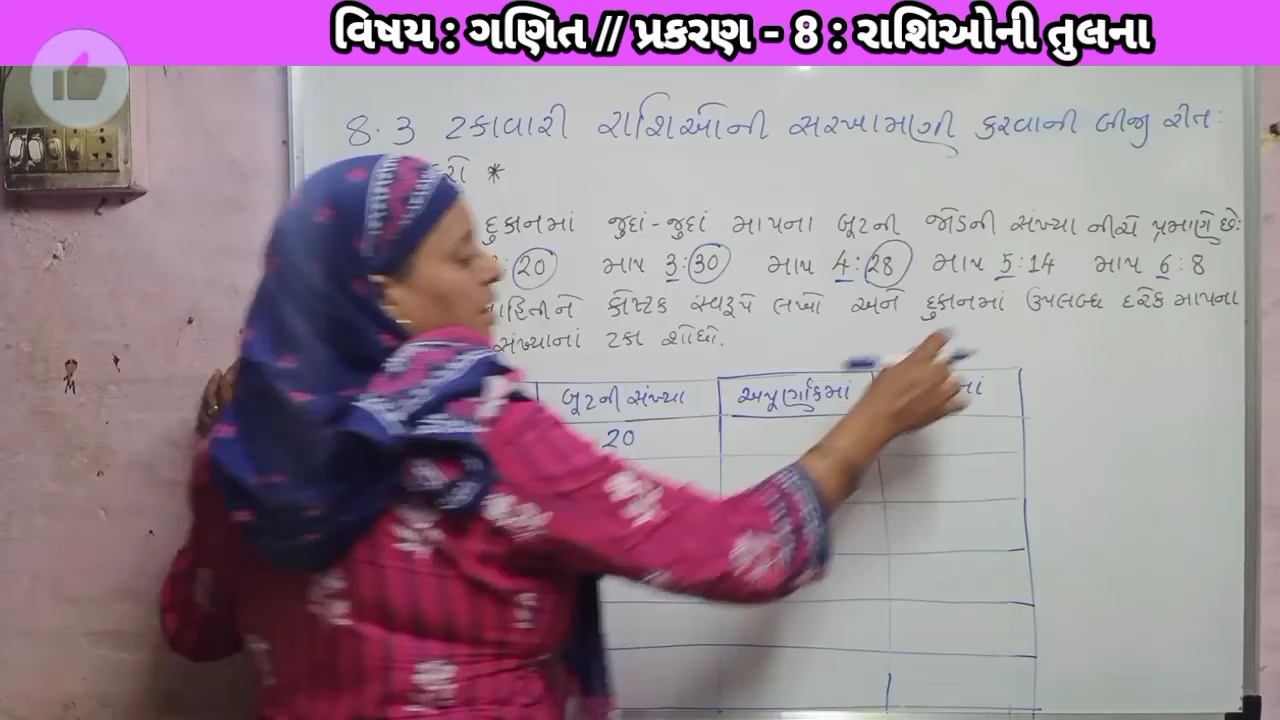 વિષય : ગણિત // પ્રકરણ - 8 : રાશિઓની તુલના
8.3 ટકાવારી રાશિઓની સરખામણી કરવાની બીજી રીત :
*
દુકાનમાં જુદાં-જુદાં માપના બૂટની જોડની સંખ્યા નીચે પ્રમાણે છે:
: 20 માપ 3:30 માપ 4:28 માપ 5:14 માપ 6:8
કોષ્ટક સ્વરૂપે લખો અને દુકાનમાં ઉપલબ્ધ દરેક માપના
સંખ્યાનાં ટકા શોધો.
બૂટની સંખ્યા અપૂર્ણાંકમાં
20